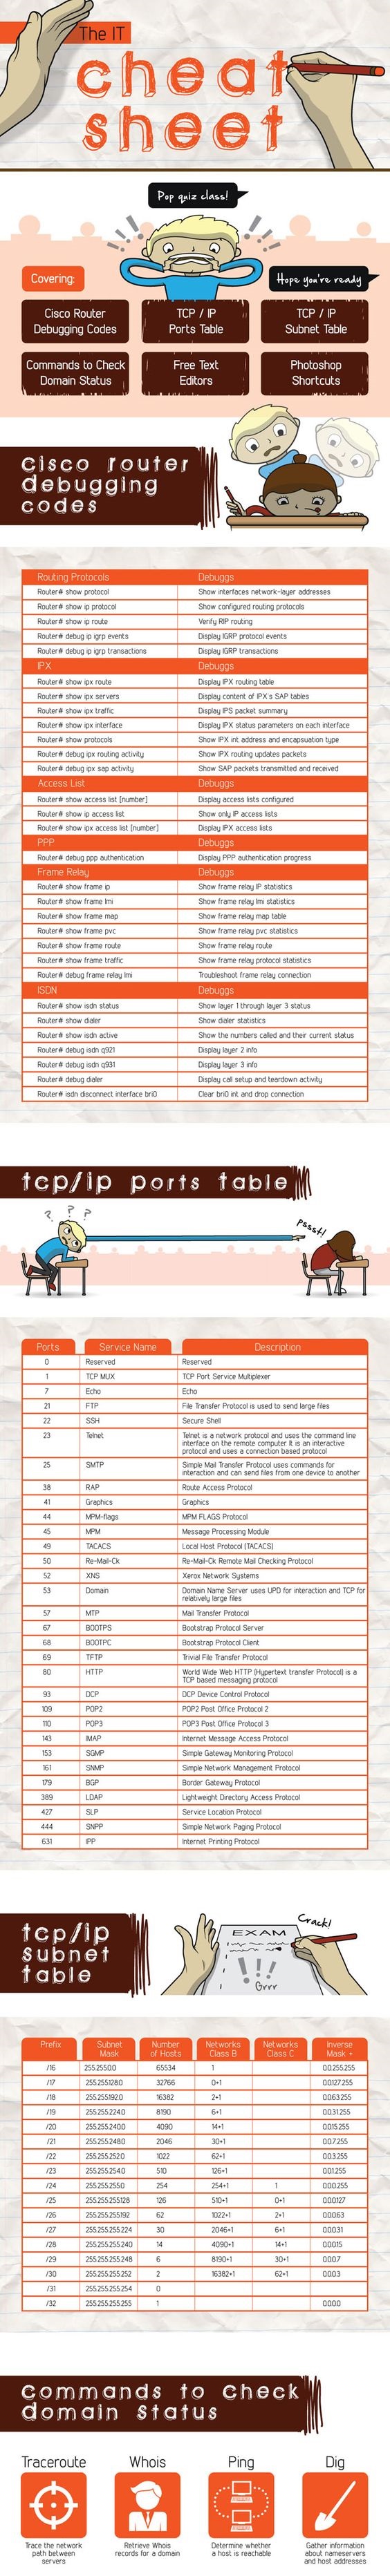 The IT
cheat
sheet
Pop quiz class!
Covering:
Hope you're ready
Cisco Router
Debugging Codes
TCP / IP
Ports Table
TCP / IP
Subnet Table
Commands to Check
Domain Status
Free Text
Editors
Photoshop
Shortcuts
Cisco router
debugging
codes
Routing Protocols Debuggs
Router# show protocol Show interfaces network-layer addresses
Router# show ip protocol Show configured routing protocols
Router# show ip route Verify RIP routing
Router# debug ip igrp events Display IGRP protocol events
Router# debug ip igrp transactions Display IGRP transactions
IPX Debuggs
Router# show ipx route Display IPX routing table
Router# show ipx servers Display content of IPX's SAP tables
Router# show ipx traffic Display IPS packet summary
Router# show ipx interface Display IPX status parameters on each interface
Router# show protocols Show IPX int address and encapsuation type
Router# debug ipx routing activity Show IPX routing updates packets
Router# debug ipx sap activity Show SAP packets transmitted and received
Access List Debuggs
Router# show access list [number] Display access lists configured
Router# show ip access list Show only IP access lists
Router# show ipx access list [number] Display IPX access lists
PPP Debuggs
Router# debug ppp authentication Display PPP authentication progress
Frame Relay Debuggs
Router# show frame ip Show frame relay IP statistics
Router# show frame lmi Show frame relay lmi statistics
Router# show frame map Show frame relay map table
Router# show frame pvc Show frame relay pvc statistics
Router# show frame route Show frame relay route
Router# show frame traffic Show frame relay protocol statistics
Router# debug frame relay lmi Troubleshoot frame relay connection
ISDN Debuggs
Router# show isdn status Show layer 1 through layer 3 status
Router# show dialer Show dialer statistics
Router# show isdn active Show the numbers called and their current status
Router# debug isdn q921 Display layer 2 info
Router# debug isdn q931 Display layer 3 info
Router# debug dialer Display call setup and teardown activity
Router# isdn disconnect interface bri0 Clear bri0 int and drop connection
tcp/ip ports table
? ? ?
Pssst!
Ports Service Name Description
0 Reserved Reserved
1 TCP MUX TCP Port Service Multiplexer
7 Echo Echo
21 FTP File Transfer Protocol is used to send large files
22 SSH Secure Shell
23 Telnet Telnet is a network protocol and uses the command line
interface on the remote computer It is an interactive
protocol and uses a connection based protocol
25 SMTP Simple Mail Transfer Protocol uses commands for
interaction and can send files from one device to another
38 RAP Route Access Protocol
41 Graphics Graphics
44 MPM-flags MPM FLAGS Protocol
45 MPM Message Processing Module
49 TACACS Local Host Protocol (TACACS)
50 Re-Mail-Ck Re-Mail-Ck Remote Mail Checking Protocol
52 XNS Xerox Network Systems
53 Domain Domain Name Server uses UPD for interaction and TCP for
relatively large files
57 MTP Mail Transfer Protocol
67 BOOTPS Bootstrap Protocol Server
68 BOOTPC Bootstrap Protocol Client
69 TFTP Trivial File Transfer Protocol
80 HTTP World Wide Web HTTP (Hypertext transfer Protocol) is a
TCP based messaging protocol
93 DCP DCP Device Control Protocol
109 POP2 POP2 Post Office Protocol 2
110 POP3 POP3 Post Office Protocol 3
143 IMAP Internet Message Access Protocol
153 SGMP Simple Gateway Monitoring Protocol
161 SNMP Simple Network Management Protocol
179 BGP Border Gateway Protocol
389 LDAP Lightweight Directory Access Protocol
427 SLP Service Location Protocol
444 SNPP Simple Network Paging Protocol
631 IPP Internet Printing Protocol
tcp/ip
subnet
table
EXAM
Crack!
!!
Grrr
Prefix Subnet Mask Number of Hosts Networks Class B Networks Class C Inverse Mask +
/16 255.255.0.0 65534 1 0.0.255.255
/17 255.255.128.0 32766 0+1 0.0.127.255
/18 255.255.192.0 16382 2+1 0.0.63.255
/19 255.255.224.0 8190 6+1 0.0.31.255
/20 255.255.240.0 4090 14+1 0.0.15.255
/21 255.255.248.0 2046 30+1 0.0.7.255
/22 255.255.252.0 1022 62+1 0.0.3.255
/23 255.255.254.0 510 126+1 0.0.1.255
/24 255.255.255.0 254 254+1 1 0.0.0.255
/25 255.255.255.128 126 510+1 0+1 0.0.0.127
/26 255.255.255.192 62 1022+1 2+1 0.0.0.63
/27 255.255.255.224 30 2046+1 6+1 0.0.0.31
/28 255.255.255.240 14 4090+1 14+1 0.0.0.15
/29 255.255.255.248 6 8190+1 30+1 0.0.0.7
/30 255.255.255.252 2 16382+1 62+1 0.0.0.3
/31 255.255.255.254 0
/32 255.255.255.255 1 0.0.0.0
Commands to Check
domain status
Traceroute Whois Ping Dig
Trace the network
path between
servers
Retrieve Whois
records for a domain
Determine whether
a host is reachable
Gather information
about nameservers
and host addresses